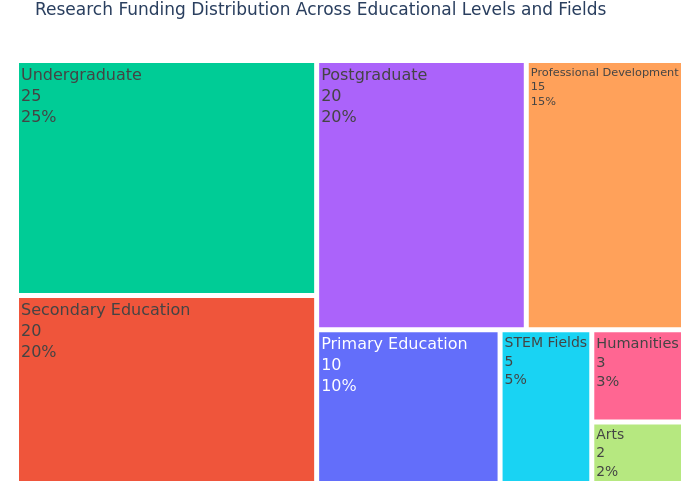 Research Funding Distribution Across Educational Levels and Fields
Undergraduate
25
25%
Postgraduate
20
20%
Professional Development
15
15%
Secondary Education
20
20%
Primary Education
10
10%
STEM Fields
5
5%
Humanities
3
3%
Arts
2
2%